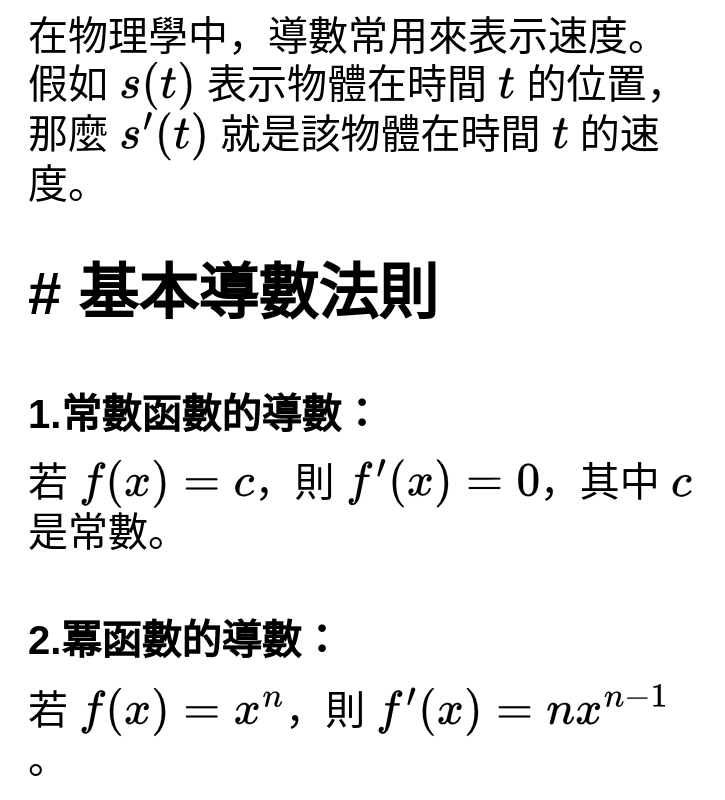 在物理學中，導數常用來表示速度。
假如 s(t) 表示物體在時間 t 的位置，
那麼 s′(t) 就是該物體在時間 t 的速
度。
# 基本導數法則
1.常數函數的導數：
若 f(x) = c，則 f′(x) = 0，其中 c
是常數。
2.冪函數的導數：
若 f(x) = xⁿ，則 f′(x) = nxⁿ⁻¹
。